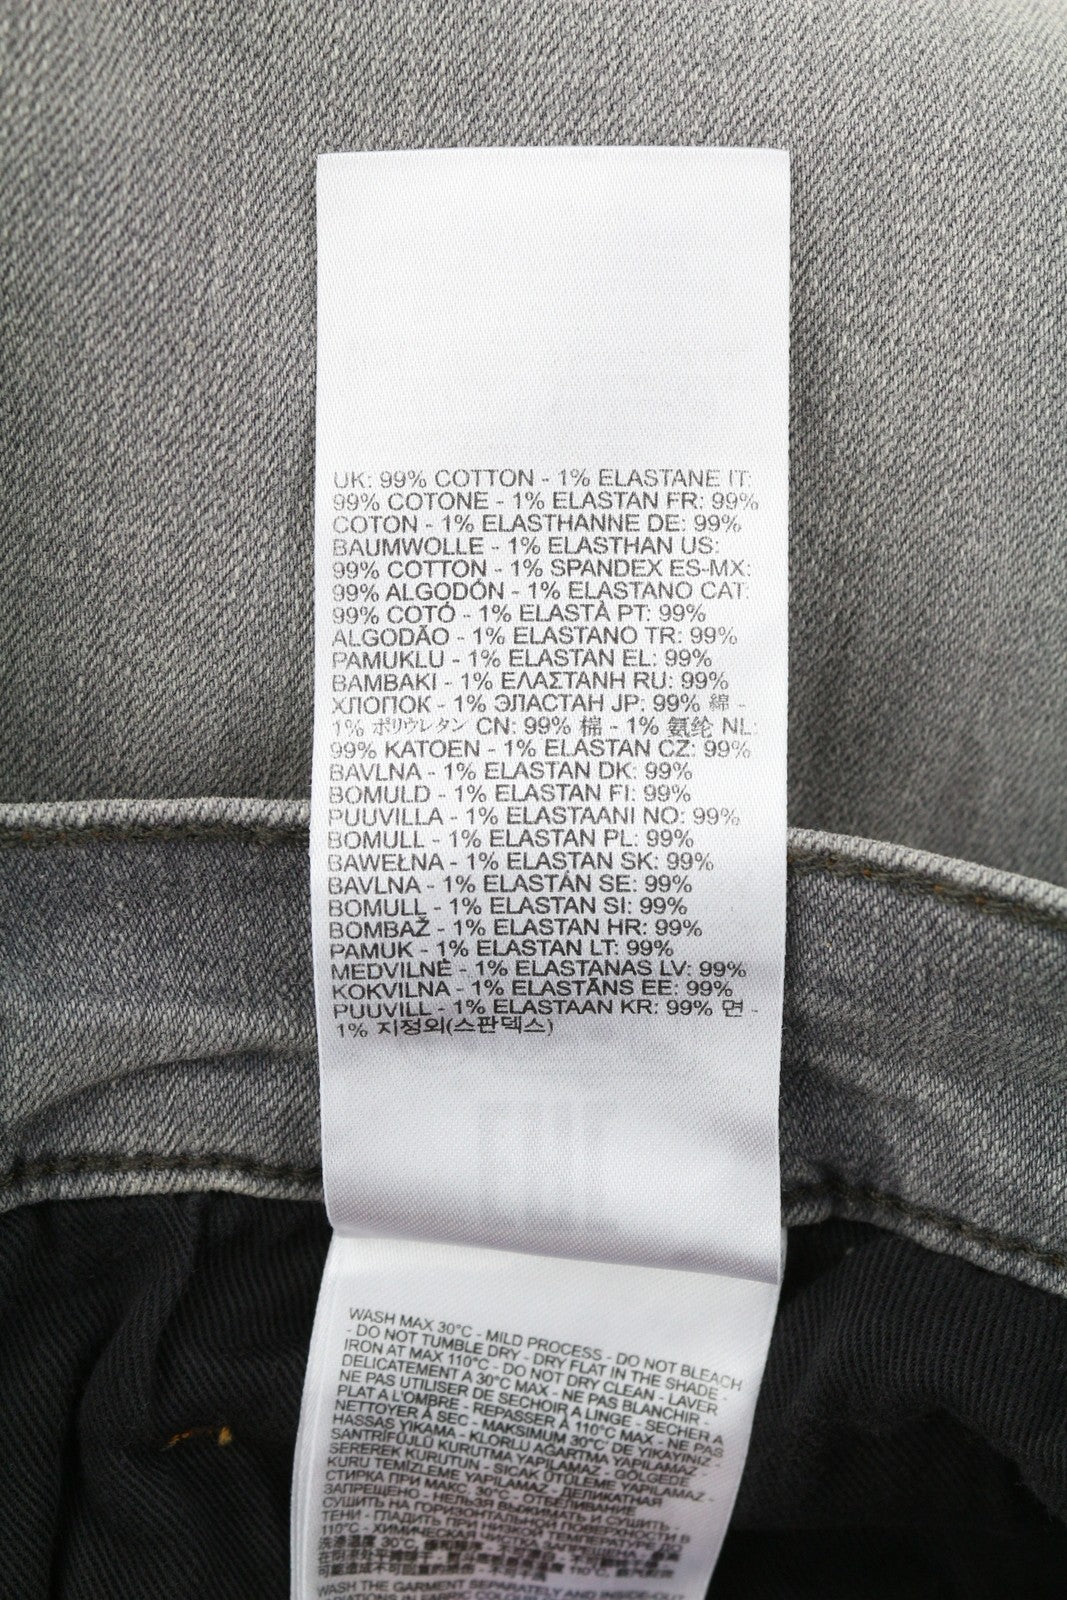 UK: 99% COTTON - 1% ELASTANE IT:
99% COTONE - 1% ELASTAN FR: 99%
COTON - 1% ELASTHANNE DE: 99%
BAUMWOLLE - 1% ELASTHAN US:
99% COTTON - 1% SPANDEX ES-MX:
99% ALGODÓN - 1% ELASTANO CAT:
99% COTÓ - 1% ELASTÀ PT: 99%
ALGODÃO - 1% ELASTANO TR: 99%
PAMUKLU - 1% ELASTAN EL: 99%
ΒΑΜΒΑΚΙ - 1% ΕΛΑΣΤΑΝΗ RU: 99%
ХЛОПОК - 1% ЭЛАСТАН JP: 99% 綿 -
1% ポリウレタン CN: 99% 棉 - 1% 氨纶 NL:
99% KATOEN - 1% ELASTAN CZ: 99%
BAVLNA - 1% ELASTAN DK: 99%
BOMULD - 1% ELASTAN FI: 99%
PUUVILLA - 1% ELASTAANI NO: 99%
BOMULL - 1% ELASTAN PL: 99%
BAWEŁNA - 1% ELASTAN SK: 99%
BAVLNA - 1% ELASTÁN SE: 99%
BOMULL - 1% ELASTAN SI: 99%
BOMBAŽ - 1% ELASTAN HR: 99%
PAMUK - 1% ELASTAN LT: 99%
MEDVILNĖ - 1% ELASTANAS LV: 99%
KOKVILNA - 1% ELASTĀNS EE: 99%
PUUVILL - 1% ELASTAAN KR: 99% 면 -
1% 지정외(스판덱스)
WASH MAX 30°C - MILD PROCESS - DO NOT BLEACH
- DO NOT TUMBLE DRY - DRY FLAT IN THE SHADE -
IRON AT MAX 110°C - DO NOT DRY CLEAN - LAVER
DELICATEMENT A 30°C MAX - NE PAS BLANCHIR -
NE PAS UTILISER DE SECHOIR A LINGE - SECHER A
PLAT A L'OMBRE - REPASSER À 110°C MAX - NE PAS
NETTOYER À SEC - MAKSIMUM 30°C DE YIKAYINIZ -
HASSAS YIKAMA - KLORLU AĞARTMA YAPILAMAZ -
SANTRİFÜJLÜ KURUTMA YAPILAMAZ - GÖLGEDE
SEREREK KURUTUN - SICAK ÜTÜLEME YAPILAMAZ -
KURU TEMİZLEME YAPILAMAZ - ДЕЛИКАТНАЯ
СТИРКА ПРИ МАКС. 30°C - ОТБЕЛИВАНИЕ
ЗАПРЕЩЕНО - НЕЛЬЗЯ ВЫЖИМАТЬ И СУШИТЬ -
СУШИТЬ НА ГОРИЗОНТАЛЬНОЙ ПОВЕРХНОСТИ В
ТЕНИ - ГЛАДИТЬ ПРИ НИЗКОЙ ТЕМПЕРАТУРЕ ДО
110°C - ХИМИЧЕСКАЯ ЧИСТКА ЗАПРЕЩЕНА
30°C
110°C
WASH THE GARMENT SEPARATELY AND INSIDE-OUT
IN FABRIC COLOUR